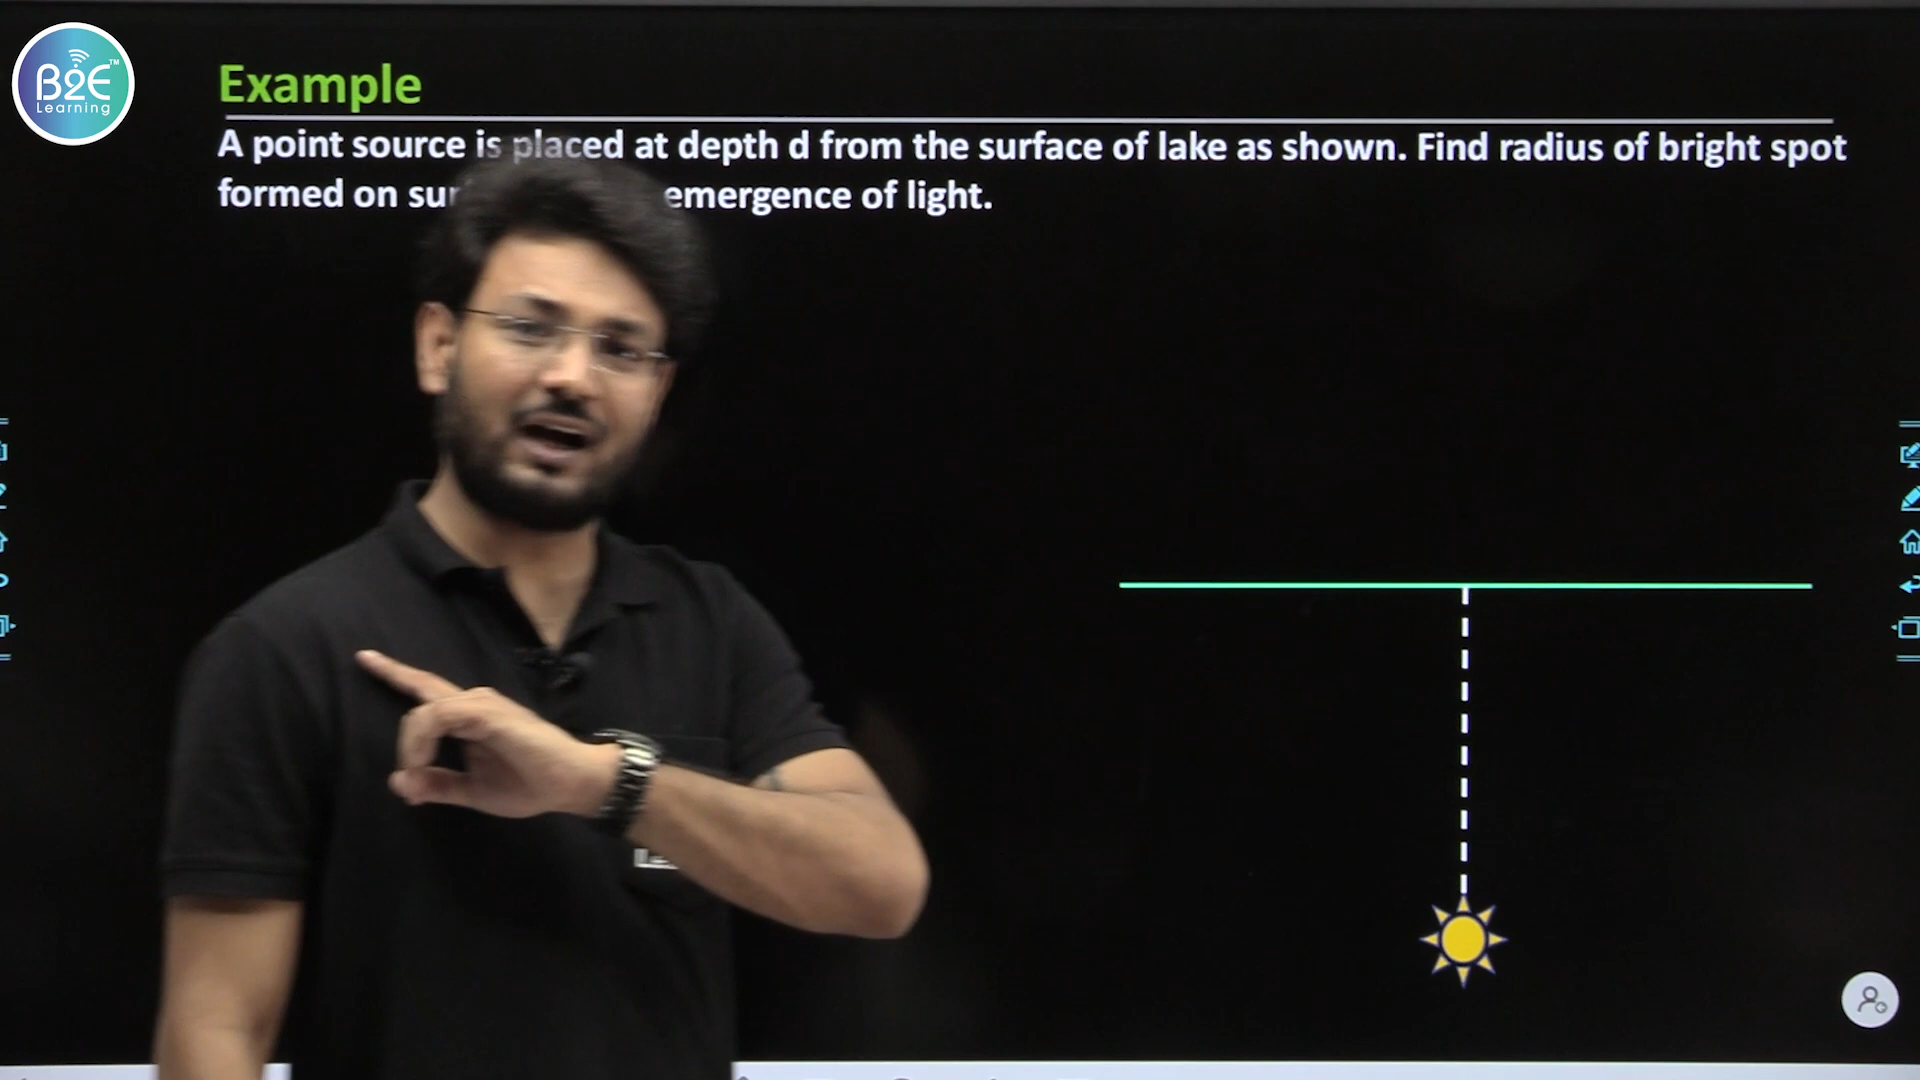 B2E
TM
Learning
Example
A point source is placed at depth d from the surface of lake as shown. Find radius of bright spot
formed on emergence of light.